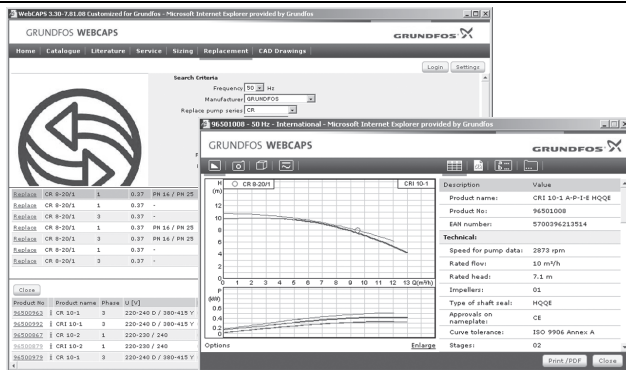 WebCAPS 3.30-7.81.08 Customized for Grundfos - Microsoft Internet Explorer provided by Grundfos
GRUNDFOS WEBCAPS
GRUNDFOS
Home Catalogue Literature Service Sizing Replacement CAD Drawings
Login Settings
Search Criteria
Frequency 50 Hz
Manufacturer GRUNDFOS
Replace pump series CR
Replace CR 8-20/1 1 0.37 PN 16 / PN 25
Replace CR 8-20/1 1 0.37 -
Replace CR 8-20/1 3 0.37 -
Replace CR 8-20/1 1 0.37 PN 16 / PN 25
Replace CR 8-20/1 3 0.37 PN 16 / PN 25
Replace CR 8-20/1 1 0.37 -
Replace CR 8-20/1 3 0.37 -
Close
Product No Product name Phase U [V]
96500963 CR 10-1 3 220-240 D / 380-415 Y
96500992 CRI 10-1 3 220-240 D / 380-415 Y
96500867 CR 10-2 1 220-230 / 240
CRI 10-2 1 220-230 / 240
96500979 CR 10-1 3 220-240 D / 380-415 Y
96501008 - 50 Hz - International - Microsoft Internet Explorer provided by Grundfos
GRUNDFOS WEBCAPS
GRUNDFOS
H
(m)
CR 8-20/1
CRI 10-1
12
10
8
6
4
2
0
0 1 2 3 4 5 6 7 8 9 10 11 12 13 Q(m³/h)
P
(kW)
0.6
0.4
0.2
0
Options
Enlarge
Description Value
Product name: CRI 10-1 A-P-I-E HQQE
Product No: 96501008
EAN number: 5700396213514
Technical:
Speed for pump data: 2873 rpm
Rated flow: 10 m³/h
Rated head: 7.1 m
Impellers: 01
Type of shaft seal: HQQE
Approvals on
nameplate: CE
Curve tolerance: ISO 9906 Annex A
Stages: 02
Print /PDF Close